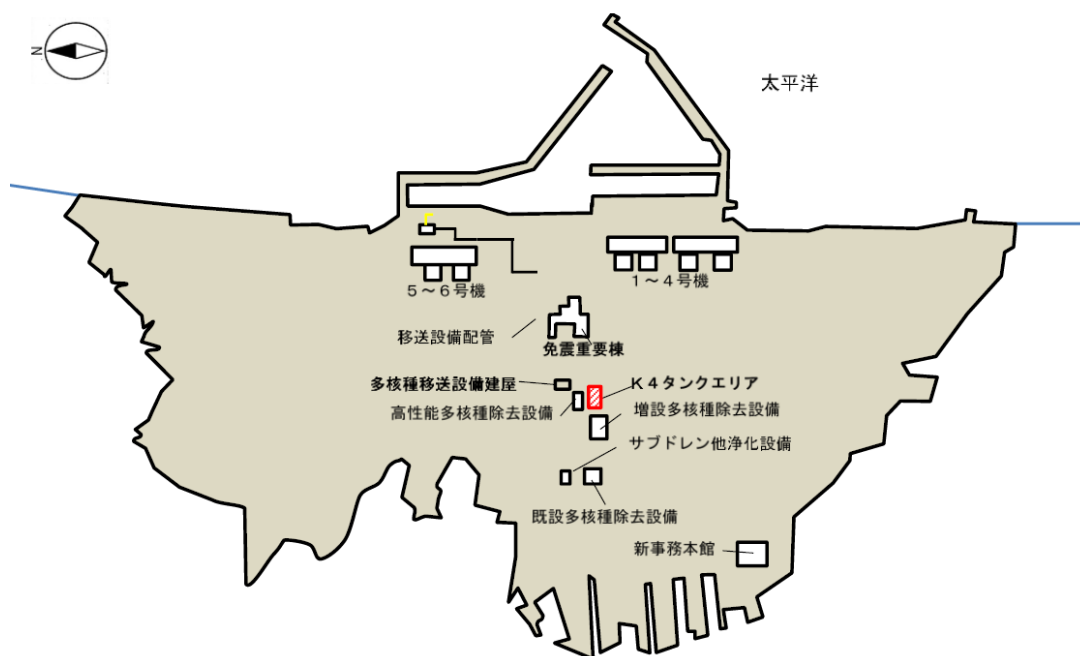 N
太平洋
5～6号機
1～4号機
移送設備配管
免震重要棟
多核種移送設備建屋
K4タンクエリア
高性能多核種除去設備
増設多核種除去設備
サブドレン他浄化設備
既設多核種除去設備
新事務本館